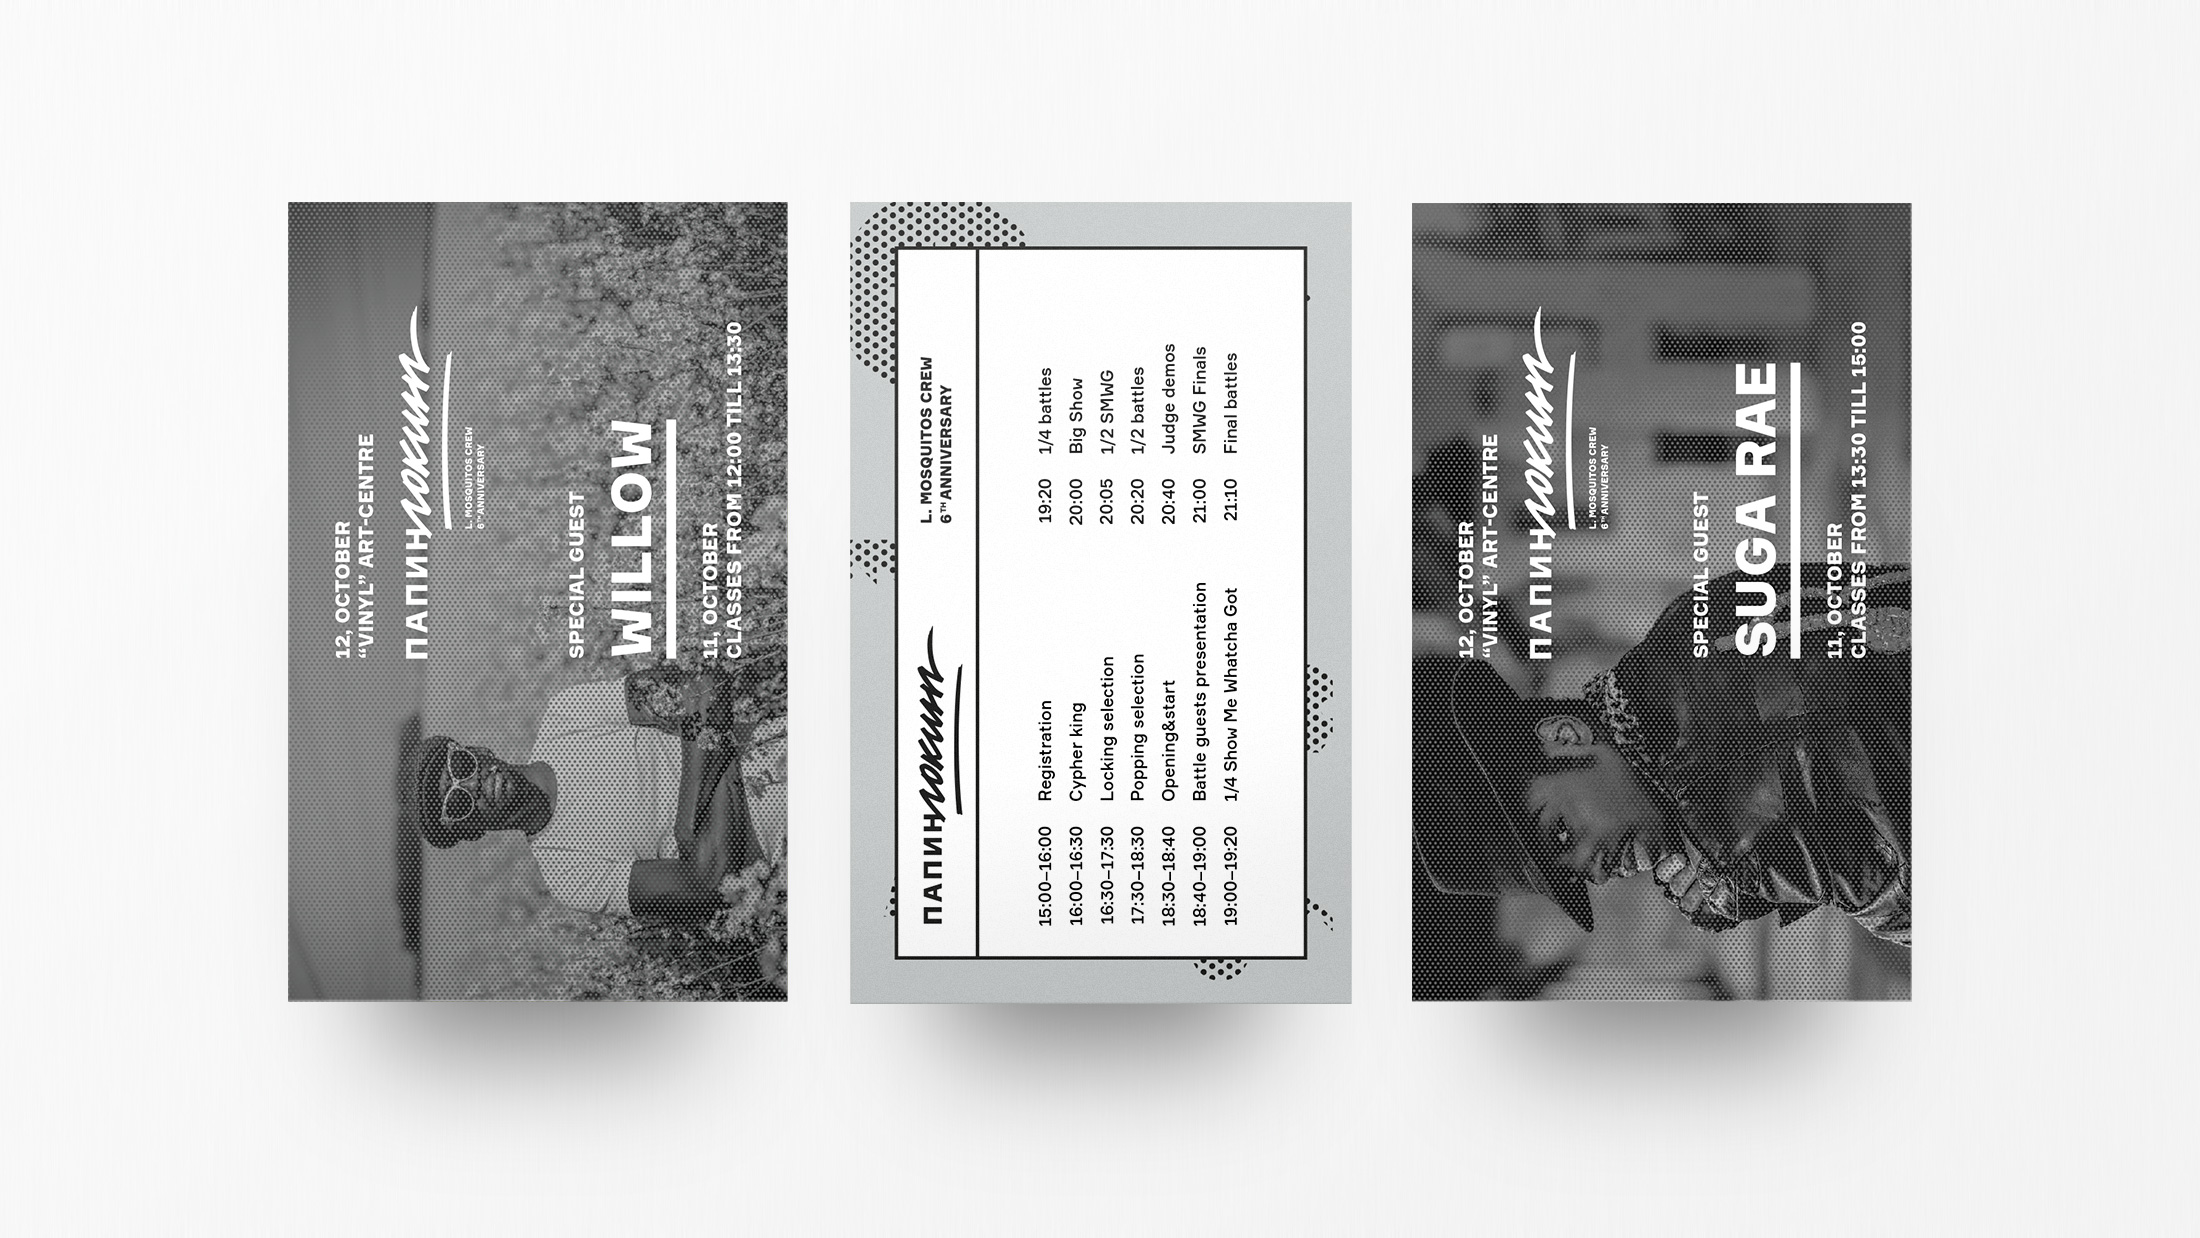 12, OCTOBER
“VINYL” ART-CENTRE
ПАПИН локин
L. MOSQUITOS CREW
6TH ANNIVERSARY
SPECIAL GUEST
WILLOW
11, OCTOBER
CLASSES FROM 12:00 TILL 13:30
ПАПИН локин
L. MOSQUITOS CREW
6TH ANNIVERSARY
15:00–16:00 Registration
16:00–16:30 Cypher king
16:30–17:30 Locking selection
17:30–18:30 Popping selection
18:30–18:40 Opening&start
18:40–19:00 Battle guests presentation
19:00–19:20 1/4 Show Me Whatcha Got
19:20 1/4 battles
20:00 Big Show
20:05 1/2 SMWG
20:20 1/2 battles
20:40 Judge demos
21:00 SMWG Finals
21:10 Final battles
12, OCTOBER
“VINYL” ART-CENTRE
ПАПИН локин
L. MOSQUITOS CREW
6TH ANNIVERSARY
SPECIAL GUEST
SUGA RAE
11, OCTOBER
CLASSES FROM 13:30 TILL 15:00